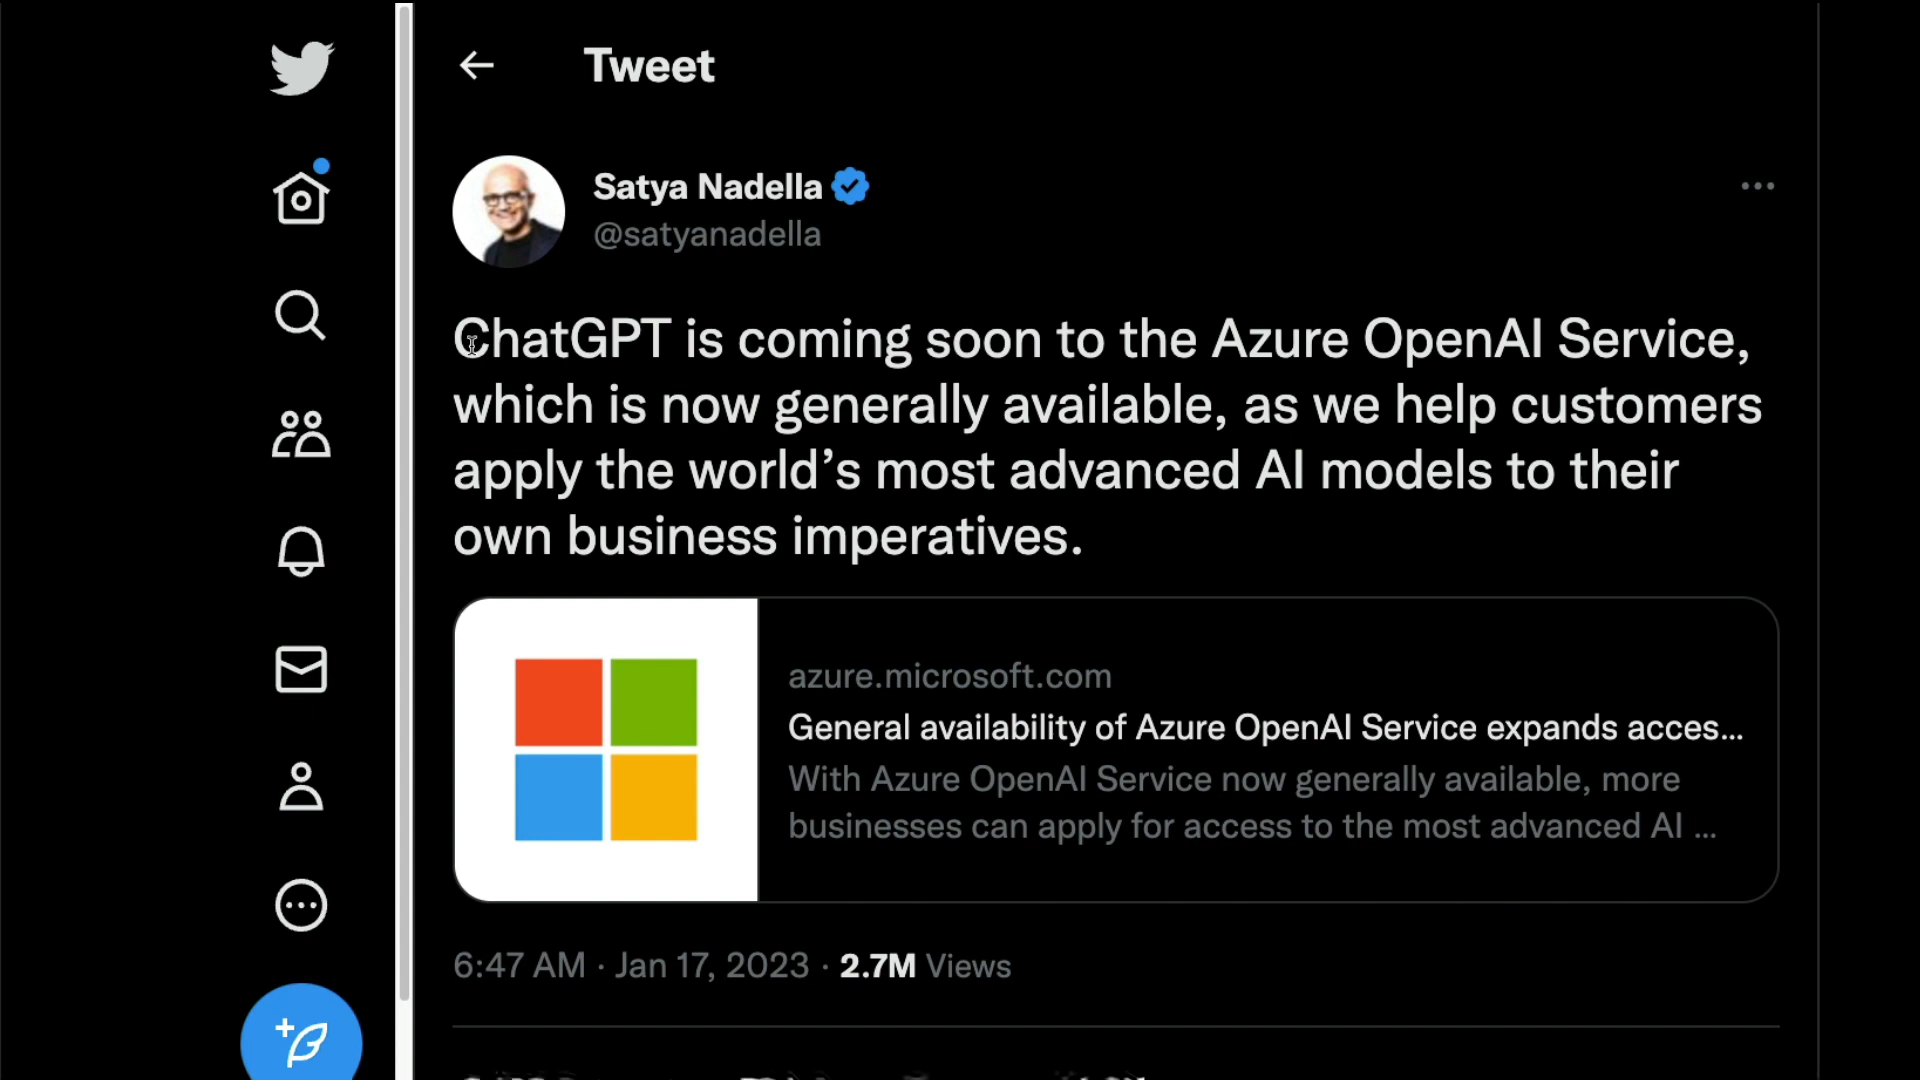 Tweet
Satya Nadella
@satyanadella
ChatGPT is coming soon to the Azure OpenAI Service,
which is now generally available, as we help customers
apply the world’s most advanced AI models to their
own business imperatives.
azure.microsoft.com
General availability of Azure OpenAI Service expands acces...
With Azure OpenAI Service now generally available, more
businesses can apply for access to the most advanced AI ...
6:47 AM · Jan 17, 2023 · 2.7M Views